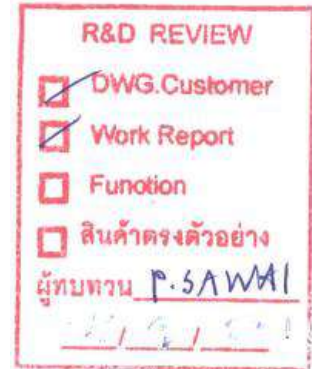 R&D REVIEW
DWG.Customer
Work Report
Function
สินค้าตรงตัวอย่าง
ผู้ทบทวน P.SAWAI